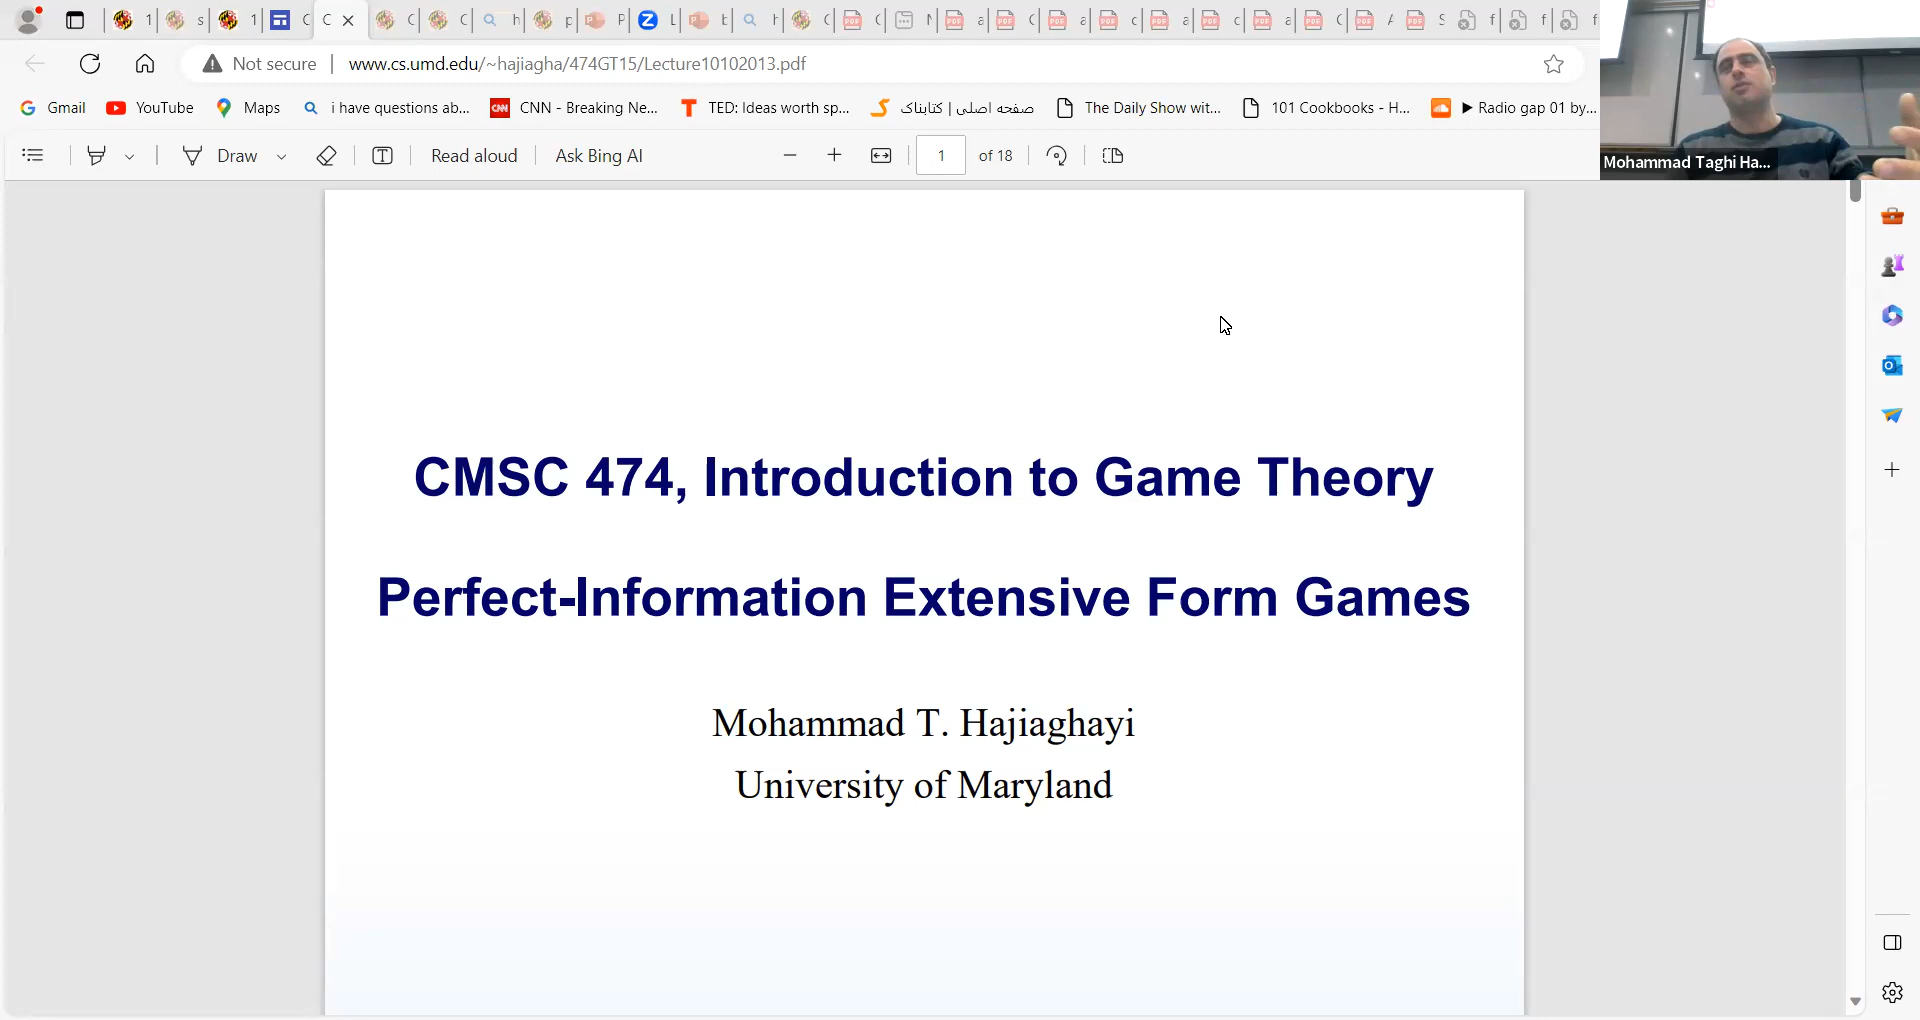 Not secure | www.cs.umd.edu/~hajiagha/474GT15/Lecture10102013.pdf
Gmail YouTube Maps i have questions ab... CNN - Breaking Ne... TED: Ideas worth sp... صفحه اصلی | کتابناک The Daily Show wit... 101 Cookbooks - H... ▶ Radio gap 01 by...
Draw Read aloud Ask Bing AI 1 of 18
Mohammad Taghi Ha...
CMSC 474, Introduction to Game Theory
Perfect-Information Extensive Form Games
Mohammad T. Hajiaghayi
University of Maryland